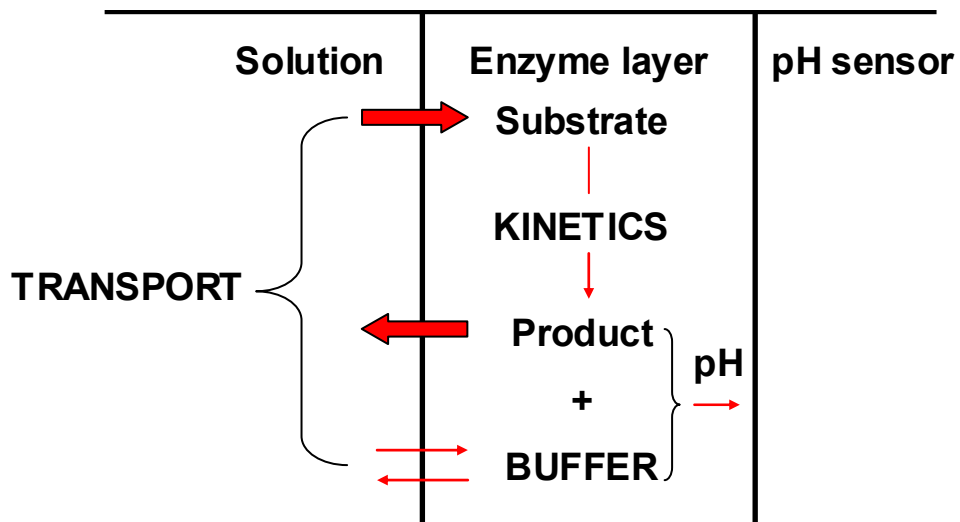 Solution Enzyme layer pH sensor
Substrate
KINETICS
TRANSPORT
Product
pH
+
BUFFER